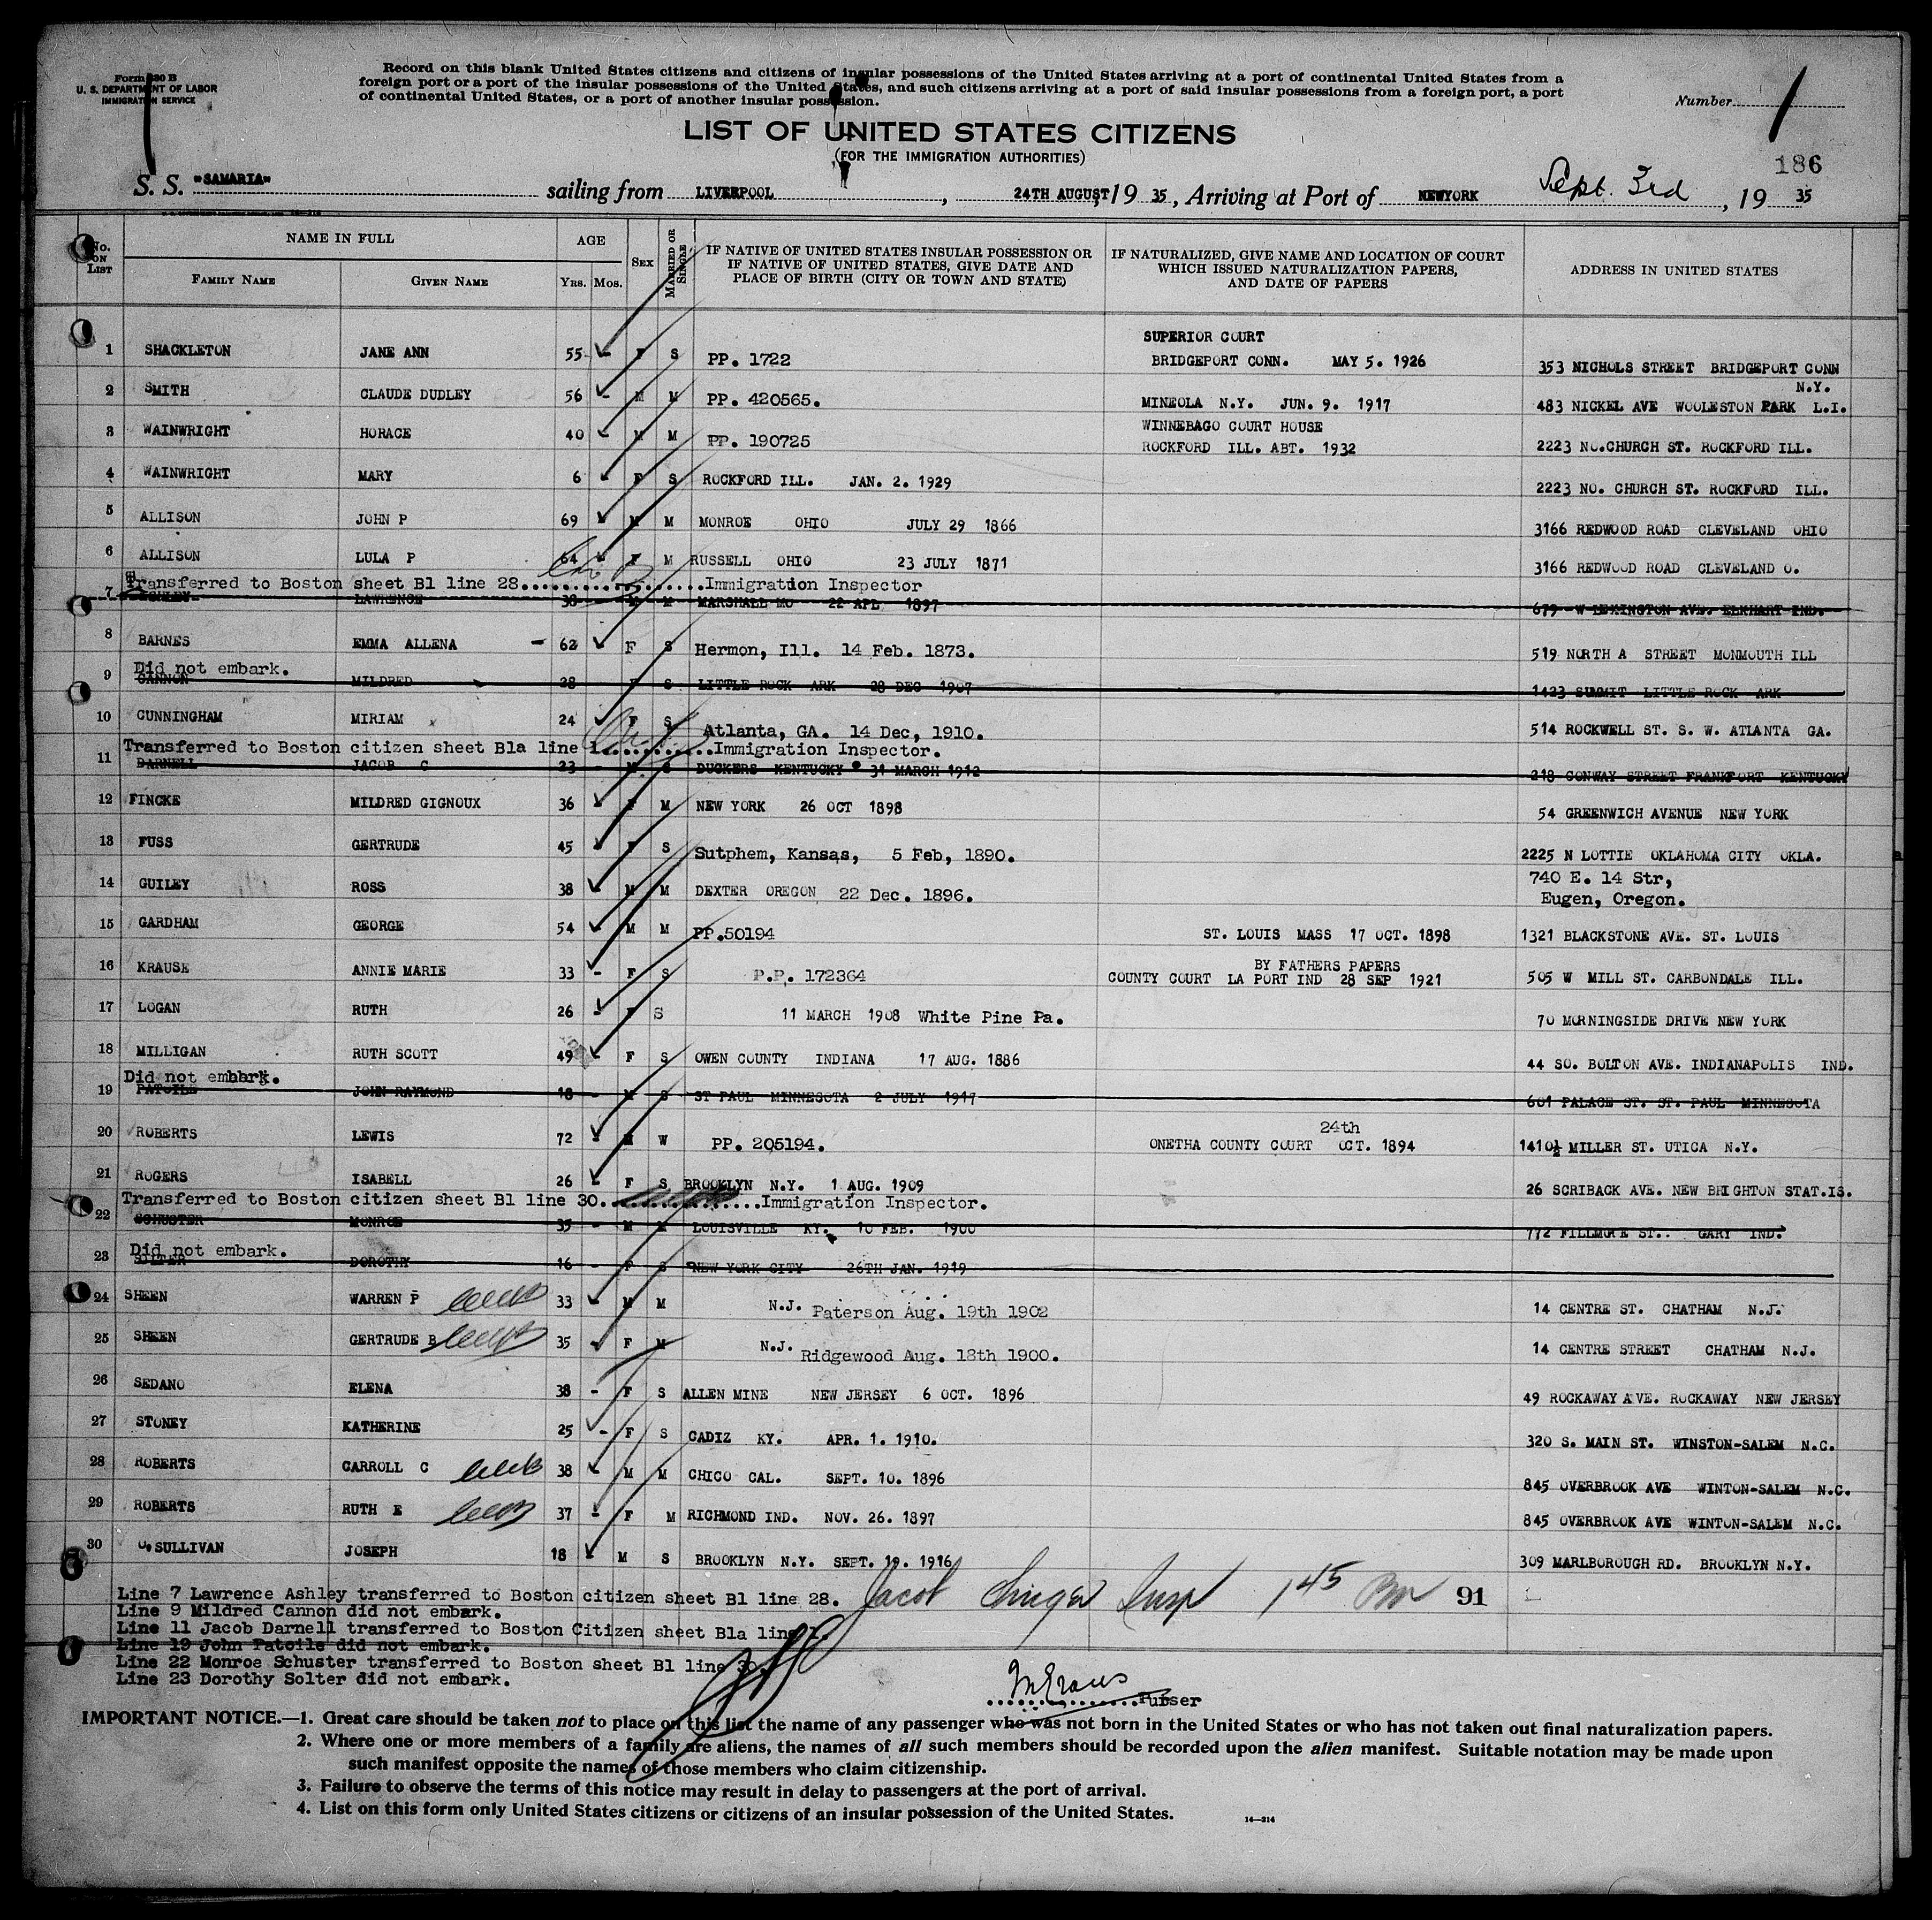 Form 630 B
U. S. DEPARTMENT OF LABOR
IMMIGRATION SERVICE
Record on this blank United States citizens and citizens of insular possessions of the United States arriving at a port of continental United States from a
foreign port or a port of the insular possessions of the United States, and such citizens arriving at a port of said insular possessions from a foreign port, a port
of continental United States, or a port of another insular possession.
Number 1
LIST OF UNITED STATES CITIZENS
(FOR THE IMMIGRATION AUTHORITIES)
186
S. S. "SAMARIA" sailing from LIVERPOOL, 24TH AUGUST, 19 35, Arriving at Port of NEWYORK Sept. 3rd, 19 35
No. ON LIST NAME IN FULL FAMILY NAME GIVEN NAME AGE Yrs. Mos. SEX MARRIED OR SINGLE IF NATIVE OF UNITED STATES INSULAR POSSESSION OR IF NATIVE OF UNITED STATES, GIVE DATE AND PLACE OF BIRTH (CITY OR TOWN AND STATE) IF NATURALIZED, GIVE NAME AND LOCATION OF COURT WHICH ISSUED NATURALIZATION PAPERS, AND DATE OF PAPERS ADDRESS IN UNITED STATES
1 SHACKLETON JANE ANN 55 - F S PP. 1722 SUPERIOR COURT BRIDGEPORT CONN. MAY 5. 1926 353 NICHOLS STREET BRIDGEPORT CONN
2 SMITH CLAUDE DUDLEY 56 - M M PP. 420565. MINEOLA N.Y. JUN. 9. 1917 483 NICKEL AVE WOOLESTON PARK L.I. N.Y.
3 WAINWRIGHT HORACE 40 - M M PP. 190725 WINNEBAGO COURT HOUSE ROCKFORD ILL. ABT. 1932 2223 NO.CHURCH ST. ROCKFORD ILL.
4 WAINWRIGHT MARY 6 F S ROCKFORD ILL. JAN. 2. 1929 2223 NO. CHURCH ST. ROCKFORD ILL.
5 ALLISON JOHN P 69 M M MONROE OHIO JULY 29 1866 3166 REDWOOD ROAD CLEVELAND OHIO
6 ALLISON LULA P 64 F M RUSSELL OHIO 23 JULY 1871 3166 REDWOOD ROAD CLEVELAND O.
Transferred to Boston sheet Bl line 28...................Immigration Inspector
7 ASHLEY LAWRENCE 38 - M M MARSHALL MO 22 APL 1897 679 W LEXINGTON AVE. ELKHART IND.
8 BARNES EMMA ALLENA - 62 F S Hermon, Ill. 14 Feb. 1873. 519 NORTH A STREET MONMOUTH ILL
Did not embark.
9 CANNON MILDRED 28 F S LITTLE ROCK ARK 28 DEC 1907 1423 SUMMIT LITTLE ROCK ARK
10 CUNNINGHAM MIRIAM 24 F S Atlanta, GA. 14 Dec, 1910. 514 ROCKWELL ST. S. W. ATLANTA GA.
Transferred to Boston citizen sheet Bla line 1............Immigration Inspector.
11 DARNELL JACOB C 23 - M S DUCKERS KENTUCKY 31 MARCH 1912 218 CONWAY STREET FRANKFORT KENTUCKY
12 FINCKE MILDRED GIGNOUX 36 - F M NEW YORK 26 OCT 1898 54 GREENWICH AVENUE NEW YORK
13 FUSS GERTRUDE 45 - F S Sutphem, Kansas, 5 Feb, 1890. 2225 N LOTTIE OKLAHOMA CITY OKLA.
14 GUILEY ROSS 38 - M M DEXTER OREGON 22 Dec. 1896. 740 E. 14 Str, Eugen, Oregon.
15 GARDHAM GEORGE 54 - M M PP.50194 ST. LOUIS MASS 17 OCT. 1898 1321 BLACKSTONE AVE. ST. LOUIS
16 KRAUSE ANNIE MARIE 33 - F S P.P. 172364 BY FATHERS PAPERS COUNTY COURT LA PORT IND 28 SEP 1921 505 W MILL ST. CARBONDALE ILL.
17 LOGAN RUTH 26 - F S 11 MARCH 1908 White Pine Pa. 70 MORNINGSIDE DRIVE NEW YORK
18 MILLIGAN RUTH SCOTT 49 - F S OWEN COUNTY INDIANA 17 AUG. 1886 44 SO. BOLTON AVE. INDIANAPOLIS IND.
Did not embark.
19 PATOILE JOHN RAYMOND 18 - M S ST PAUL MINNESOTA 2 JULY 1917 601 PALACE ST. ST. PAUL MINNESOTA
20 ROBERTS LEWIS 72 - M W PP. 205194. ONETHA COUNTY COURT 24th OCT. 1894 1410½ MILLER ST. UTICA N.Y.
21 ROGERS ISABELL 26 - F S BROOKLYN N.Y. 1 AUG. 1909 26 SCRIBACK AVE. NEW BRIGHTON STAT.IS.
Transferred to Boston citizen sheet Bl line 30................Immigration Inspector.
22 SCHUSTER MONROE 35 - M M LOUISVILLE KY. 10 FEB. 1900 772 FILLMORE ST.. GARY IND.
Did not embark.
23 SOLTER DOROTHY 16 - F S NEW YORK CITY 26TH JAN. 1919
24 SHEEN WARREN P 33 - M M N.J. Paterson Aug. 19th 1902 14 CENTRE ST. CHATHAM N.J.
25 SHEEN GERTRUDE B 35 - F M N.J. Ridgewood Aug. 18th 1900. 14 CENTRE STREET CHATHAM N.J.
26 SEDANO ELENA 38 - F S ALLEN MINE NEW JERSEY 6 OCT. 1896 49 ROCKAWAY AVE. ROCKAWAY NEW JERSEY
27 STONEY KATHERINE 25 - F S CADIZ KY. APR. 1. 1910. 320 S. MAIN ST. WINSTON-SALEM N.C.
28 ROBERTS CARROLL C 38 - M M CHICO CAL. SEPT. 10. 1896 845 OVERBROOK AVE WINTON-SALEM N.C.
29 ROBERTS RUTH E 37 - F M RICHMOND IND. NOV. 26. 1897 845 OVERBROOK AVE WINTON-SALEM N.C.
30 O. SULLIVAN JOSEPH 18 M S BROOKLYN N.Y. SEPT. 19. 1916 309 MARLBOROUGH RD. BROOKLYN N.Y.
Line 7 Lawrence Ashley transferred to Boston citizen sheet Bl line 28. Jacob Insp 145 Pm 91
Line 9 Mildred Cannon did not embark.
Line 11 Jacob Darnell transferred to Boston Citizen sheet Bla line 1.
Line 19 John Patoile did not embark.
Line 22 Monroe Schuster transferred to Boston sheet Bl line 30.
Line 23 Dorothy Solter did not embark.
Purser
IMPORTANT NOTICE.—1. Great care should be taken not to place on this list the name of any passenger who was not born in the United States or who has not taken out final naturalization papers.
2. Where one or more members of a family are aliens, the names of all such members should be recorded upon the alien manifest. Suitable notation may be made upon
such manifest opposite the names of those members who claim citizenship.
3. Failure to observe the terms of this notice may result in delay to passengers at the port of arrival.
4. List on this form only United States citizens or citizens of an insular possession of the United States.
14—214